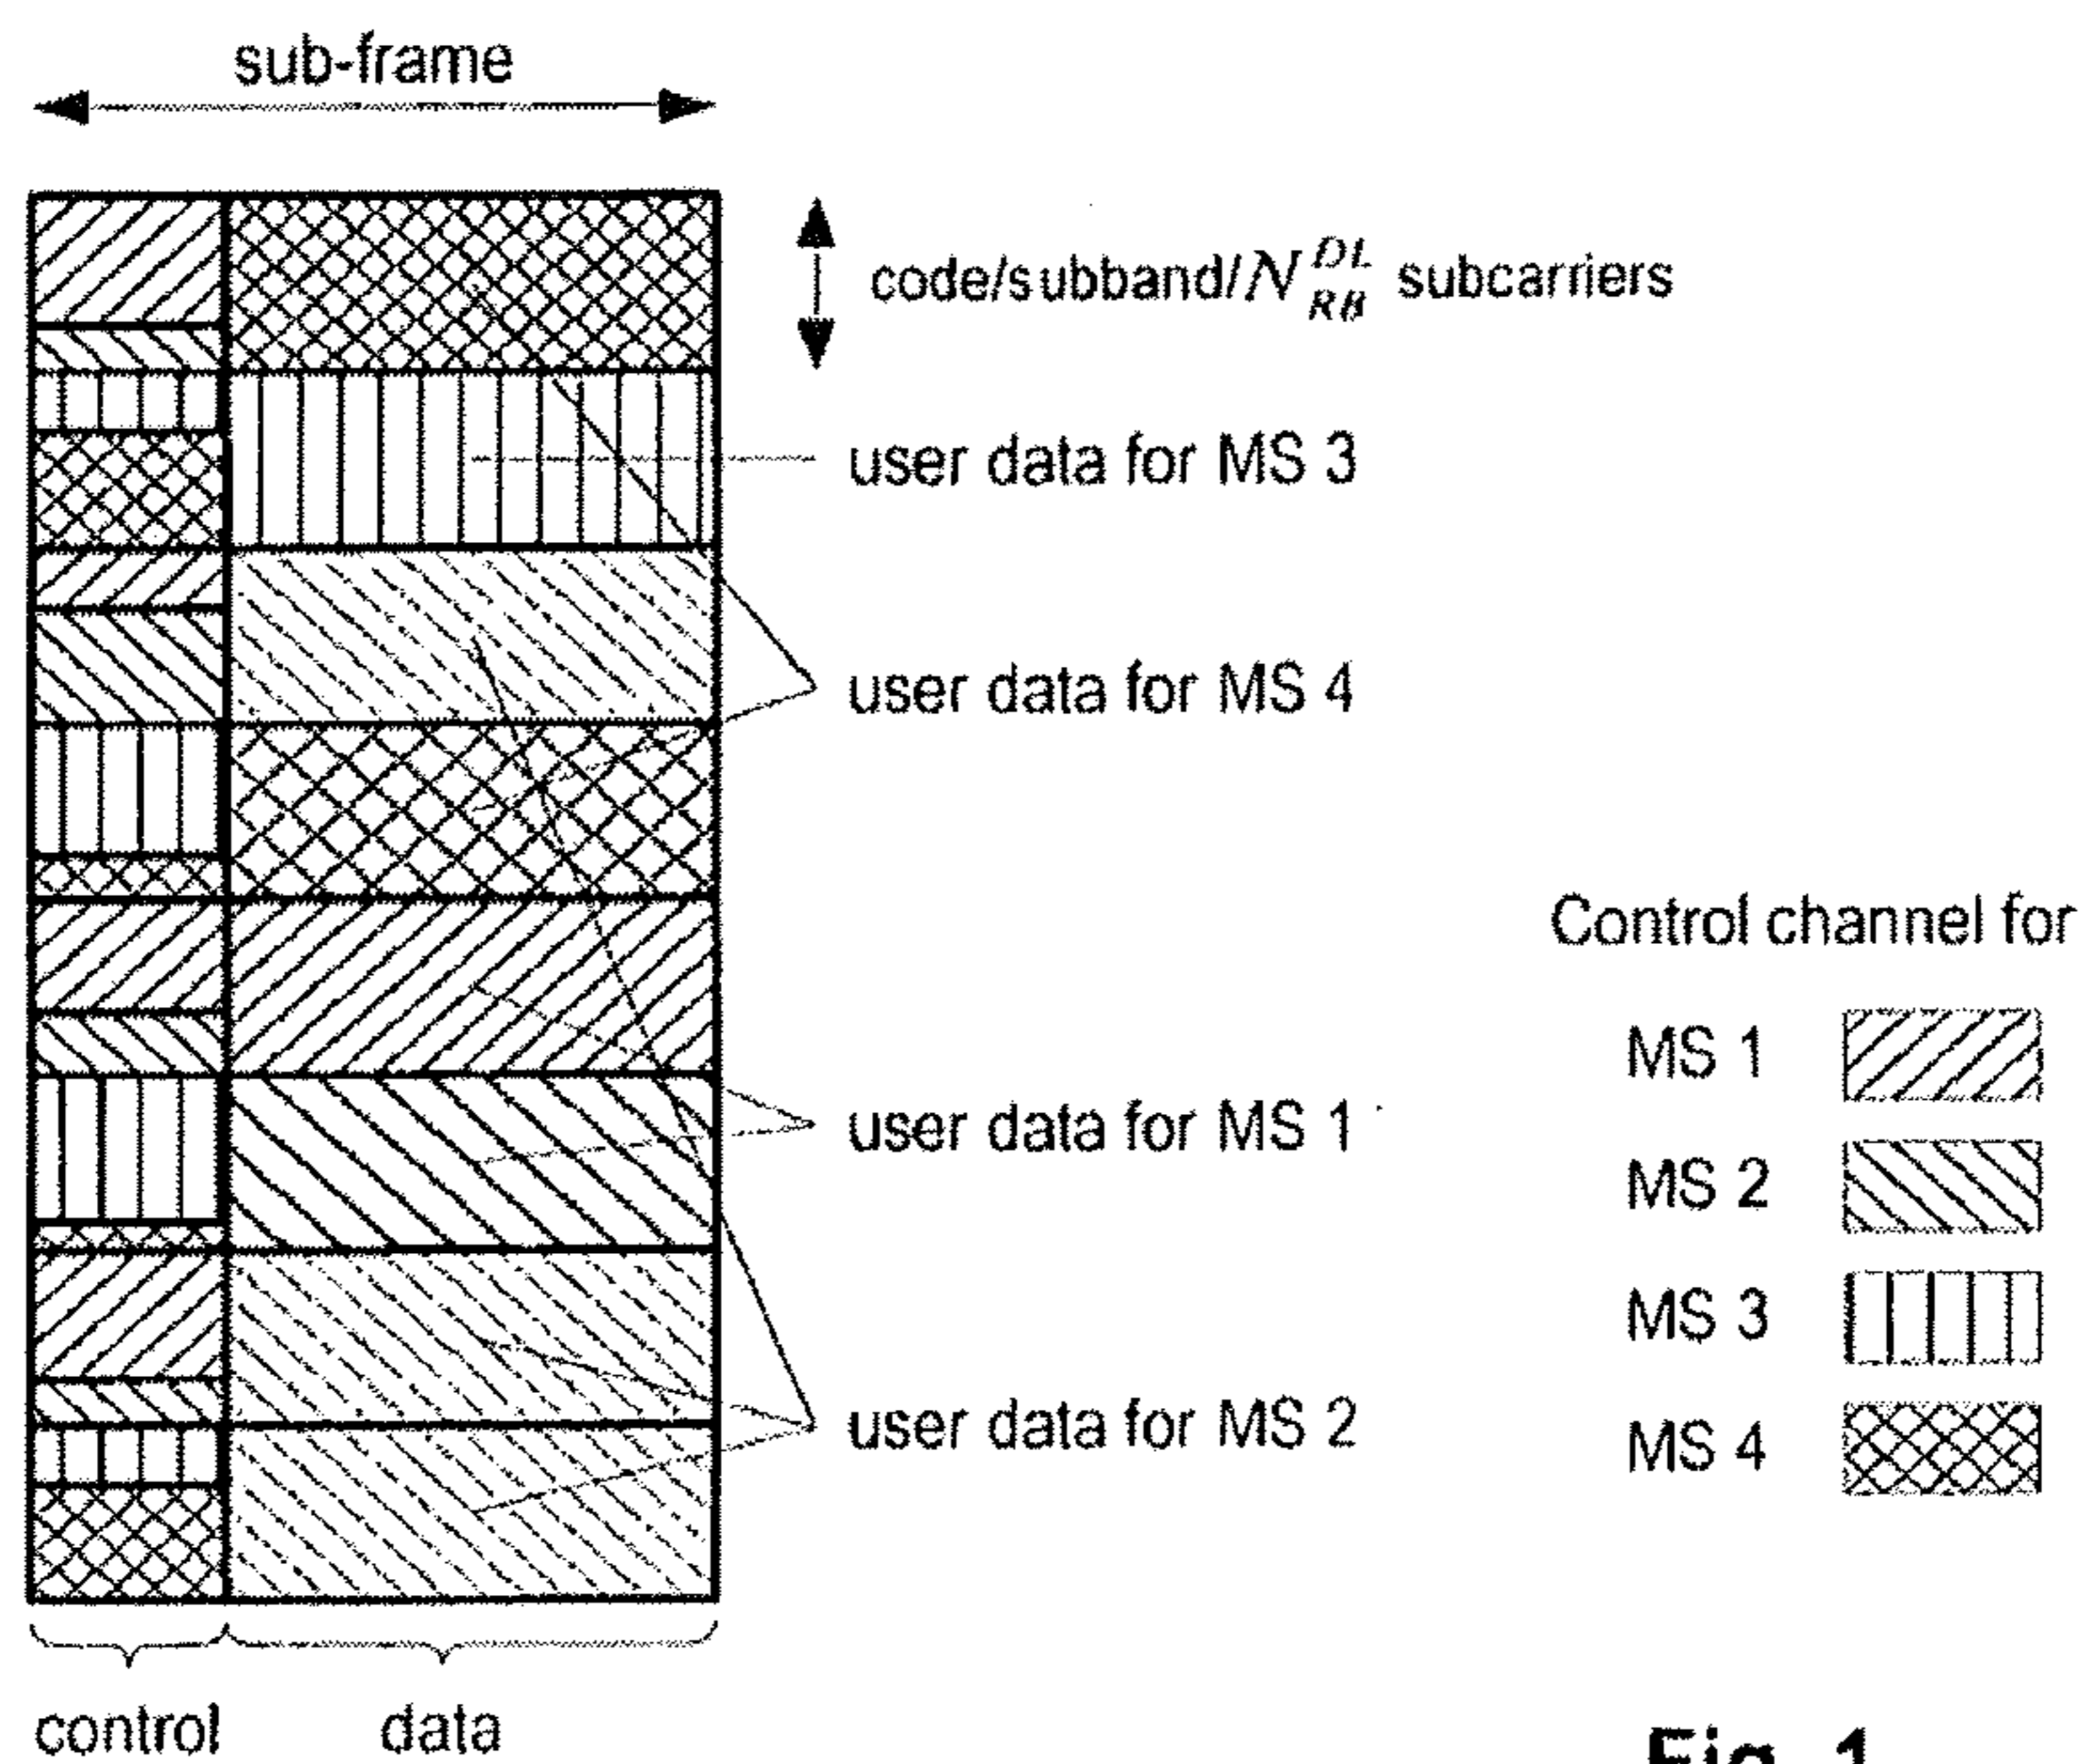 sub-frame
code/subband/N DL RB subcarriers
user data for MS 3
user data for MS 4
Control channel for
MS 1
user data for MS 1
MS 2
MS 3
user data for MS 2
MS 4
control data
Fig. 1